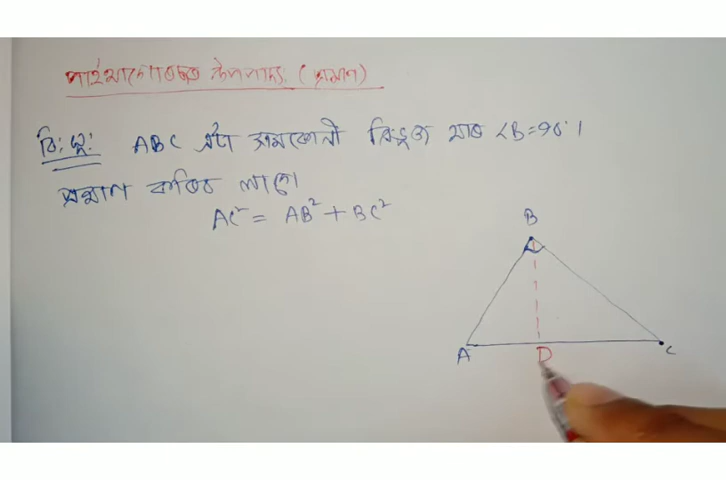 পাইথাগোৰাচৰ উপপাদ্য (প্ৰমাণ)
বি: সূ: ABC এটা সমকোণী ত্ৰিভুজ যাৰ ∠B=90°।
প্ৰমাণ কৰিব লাগে।
AC² = AB² + BC²
B
A
D
C